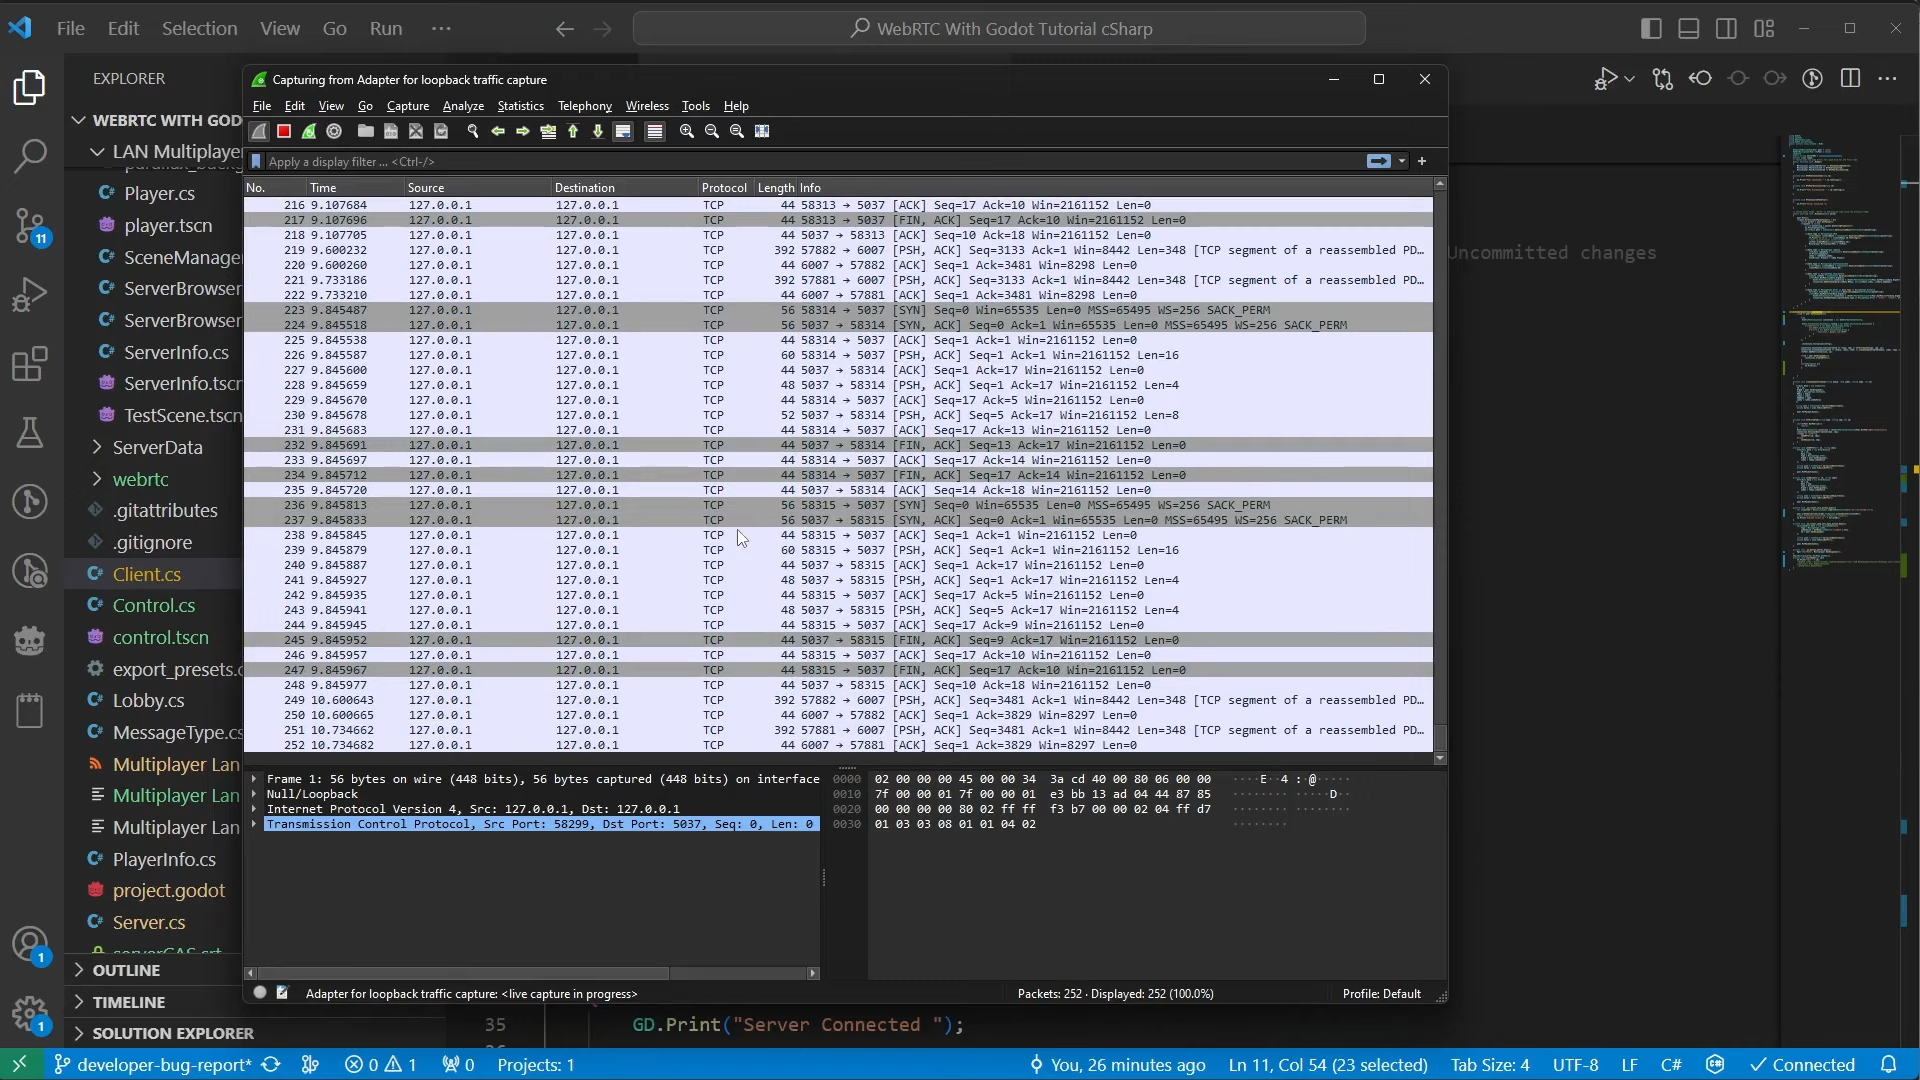 File Edit Selection View Go Run ··· WebRTC With Godot Tutorial cSharp
EXPLORER
WEBRTC WITH GOD
LAN Multiplaye
Player.cs
player.tscn
SceneManage
ServerBrowser
ServerBrowser
ServerInfo.cs
ServerInfo.tscr
TestScene.tscn
ServerData
webrtc
.gitattributes
.gitignore
Client.cs
Control.cs
control.tscn
export_presets.c
Lobby.cs
MessageType.cs
Multiplayer Lan
Multiplayer Lan
Multiplayer Lan
PlayerInfo.cs
project.godot
Server.cs
OUTLINE
TIMELINE
SOLUTION EXPLORER
11
1
1
Capturing from Adapter for loopback traffic capture
File Edit View Go Capture Analyze Statistics Telephony Wireless Tools Help
Apply a display filter ... <Ctrl-/>
No. Time Source Destination Protocol Length Info
216 9.107684 127.0.0.1 127.0.0.1 TCP 44 58313 → 5037 [ACK] Seq=17 Ack=10 Win=2161152 Len=0
217 9.107696 127.0.0.1 127.0.0.1 TCP 44 58313 → 5037 [FIN, ACK] Seq=17 Ack=10 Win=2161152 Len=0
218 9.107705 127.0.0.1 127.0.0.1 TCP 44 5037 → 58313 [ACK] Seq=10 Ack=18 Win=2161152 Len=0
219 9.600232 127.0.0.1 127.0.0.1 TCP 392 57882 → 6007 [PSH, ACK] Seq=3133 Ack=1 Win=8442 Len=348 [TCP segment of a reassembled PD…
220 9.600260 127.0.0.1 127.0.0.1 TCP 44 6007 → 57882 [ACK] Seq=1 Ack=3481 Win=8298 Len=0
221 9.733186 127.0.0.1 127.0.0.1 TCP 392 57881 → 6007 [PSH, ACK] Seq=3133 Ack=1 Win=8442 Len=348 [TCP segment of a reassembled PD…
222 9.733210 127.0.0.1 127.0.0.1 TCP 44 6007 → 57881 [ACK] Seq=1 Ack=3481 Win=8298 Len=0
223 9.845487 127.0.0.1 127.0.0.1 TCP 56 58314 → 5037 [SYN] Seq=0 Win=65535 Len=0 MSS=65495 WS=256 SACK_PERM
224 9.845518 127.0.0.1 127.0.0.1 TCP 56 5037 → 58314 [SYN, ACK] Seq=0 Ack=1 Win=65535 Len=0 MSS=65495 WS=256 SACK_PERM
225 9.845538 127.0.0.1 127.0.0.1 TCP 44 58314 → 5037 [ACK] Seq=1 Ack=1 Win=2161152 Len=0
226 9.845587 127.0.0.1 127.0.0.1 TCP 60 58314 → 5037 [PSH, ACK] Seq=1 Ack=1 Win=2161152 Len=16
227 9.845600 127.0.0.1 127.0.0.1 TCP 44 5037 → 58314 [ACK] Seq=1 Ack=17 Win=2161152 Len=0
228 9.845659 127.0.0.1 127.0.0.1 TCP 48 5037 → 58314 [PSH, ACK] Seq=1 Ack=17 Win=2161152 Len=4
229 9.845670 127.0.0.1 127.0.0.1 TCP 44 58314 → 5037 [ACK] Seq=17 Ack=5 Win=2161152 Len=0
230 9.845678 127.0.0.1 127.0.0.1 TCP 52 5037 → 58314 [PSH, ACK] Seq=5 Ack=17 Win=2161152 Len=8
231 9.845683 127.0.0.1 127.0.0.1 TCP 44 58314 → 5037 [ACK] Seq=17 Ack=13 Win=2161152 Len=0
232 9.845691 127.0.0.1 127.0.0.1 TCP 44 5037 → 58314 [FIN, ACK] Seq=13 Ack=17 Win=2161152 Len=0
233 9.845697 127.0.0.1 127.0.0.1 TCP 44 58314 → 5037 [ACK] Seq=17 Ack=14 Win=2161152 Len=0
234 9.845712 127.0.0.1 127.0.0.1 TCP 44 58314 → 5037 [FIN, ACK] Seq=17 Ack=14 Win=2161152 Len=0
235 9.845720 127.0.0.1 127.0.0.1 TCP 44 5037 → 58314 [ACK] Seq=14 Ack=18 Win=2161152 Len=0
236 9.845813 127.0.0.1 127.0.0.1 TCP 56 58315 → 5037 [SYN] Seq=0 Win=65535 Len=0 MSS=65495 WS=256 SACK_PERM
237 9.845833 127.0.0.1 127.0.0.1 TCP 56 5037 → 58315 [SYN, ACK] Seq=0 Ack=1 Win=65535 Len=0 MSS=65495 WS=256 SACK_PERM
238 9.845845 127.0.0.1 127.0.0.1 TCP 44 58315 → 5037 [ACK] Seq=1 Ack=1 Win=2161152 Len=0
239 9.845879 127.0.0.1 127.0.0.1 TCP 60 58315 → 5037 [PSH, ACK] Seq=1 Ack=1 Win=2161152 Len=16
240 9.845887 127.0.0.1 127.0.0.1 TCP 44 5037 → 58315 [ACK] Seq=1 Ack=17 Win=2161152 Len=0
241 9.845927 127.0.0.1 127.0.0.1 TCP 48 5037 → 58315 [PSH, ACK] Seq=1 Ack=17 Win=2161152 Len=4
242 9.845935 127.0.0.1 127.0.0.1 TCP 44 58315 → 5037 [ACK] Seq=17 Ack=5 Win=2161152 Len=0
243 9.845941 127.0.0.1 127.0.0.1 TCP 48 5037 → 58315 [PSH, ACK] Seq=5 Ack=17 Win=2161152 Len=4
244 9.845945 127.0.0.1 127.0.0.1 TCP 44 58315 → 5037 [ACK] Seq=17 Ack=9 Win=2161152 Len=0
245 9.845952 127.0.0.1 127.0.0.1 TCP 44 5037 → 58315 [FIN, ACK] Seq=9 Ack=17 Win=2161152 Len=0
246 9.845957 127.0.0.1 127.0.0.1 TCP 44 58315 → 5037 [ACK] Seq=17 Ack=10 Win=2161152 Len=0
247 9.845967 127.0.0.1 127.0.0.1 TCP 44 58315 → 5037 [FIN, ACK] Seq=17 Ack=10 Win=2161152 Len=0
248 9.845977 127.0.0.1 127.0.0.1 TCP 44 5037 → 58315 [ACK] Seq=10 Ack=18 Win=2161152 Len=0
249 10.600643 127.0.0.1 127.0.0.1 TCP 392 57882 → 6007 [PSH, ACK] Seq=3481 Ack=1 Win=8442 Len=348 [TCP segment of a reassembled PD…
250 10.600665 127.0.0.1 127.0.0.1 TCP 44 6007 → 57882 [ACK] Seq=1 Ack=3829 Win=8297 Len=0
251 10.734662 127.0.0.1 127.0.0.1 TCP 392 57881 → 6007 [PSH, ACK] Seq=3481 Ack=1 Win=8442 Len=348 [TCP segment of a reassembled PD…
252 10.734682 127.0.0.1 127.0.0.1 TCP 44 6007 → 57881 [ACK] Seq=1 Ack=3829 Win=8297 Len=0
Frame 1: 56 bytes on wire (448 bits), 56 bytes captured (448 bits) on interface
Null/Loopback
Internet Protocol Version 4, Src: 127.0.0.1, Dst: 127.0.0.1
Transmission Control Protocol, Src Port: 58299, Dst Port: 5037, Seq: 0, Len: 0
0000 02 00 00 00 45 00 00 34 3a cd 40 00 80 06 00 00 ····E··4 :·@·····
0010 7f 00 00 01 7f 00 00 01 e3 bb 13 ad 04 44 87 85 ········ ·····D··
0020 00 00 00 00 80 02 ff ff f3 b7 00 00 02 04 ff d7 ········ ········
0030 01 03 03 08 01 01 04 02 ········
Adapter for loopback traffic capture: <live capture in progress> Packets: 252 · Displayed: 252 (100.0%) Profile: Default
Uncommitted changes
35 GD.Print("Server Connected ");
developer-bug-report* 0 1 0 Projects: 1 You, 26 minutes ago Ln 11, Col 54 (23 selected) Tab Size: 4 UTF-8 LF C# Connected